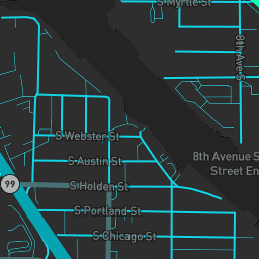 S Myrtle St
8th Ave S
S Webster St
8th Avenue S
Street En
S Austin St
99
S Holden St
S Portland St
S Chicago St